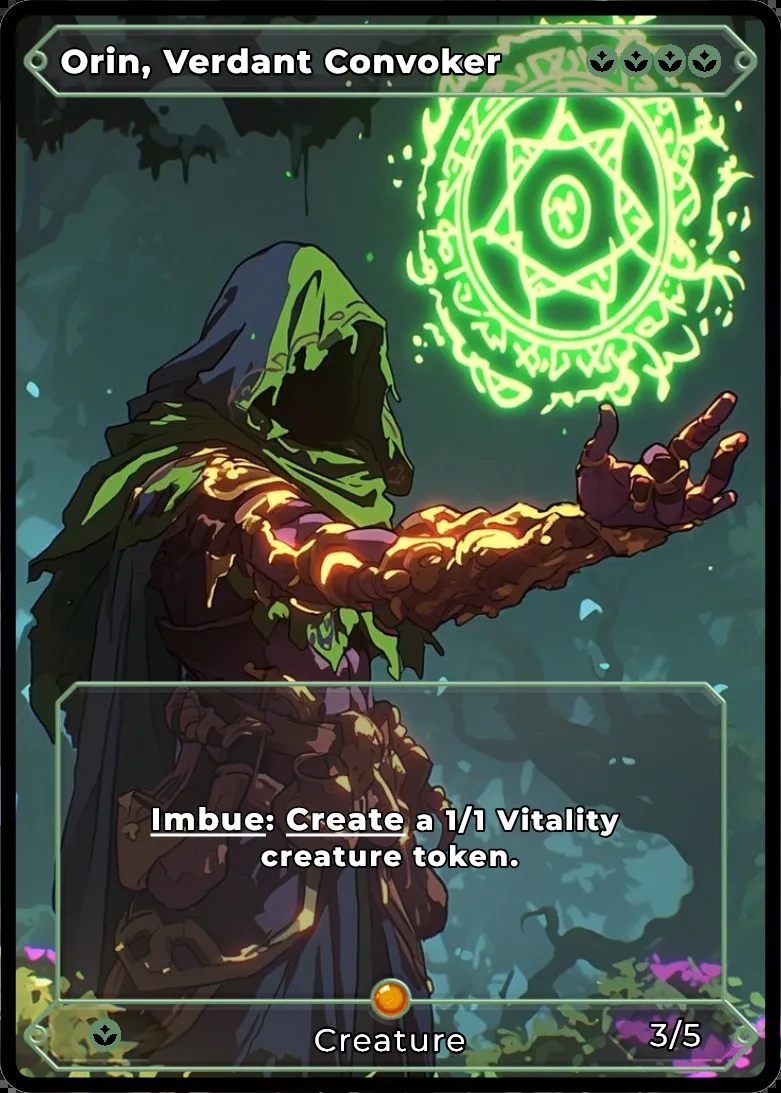 Orin, Verdant Convoker
Imbue: Create a 1/1 Vitality
creature token.
Creature
3/5